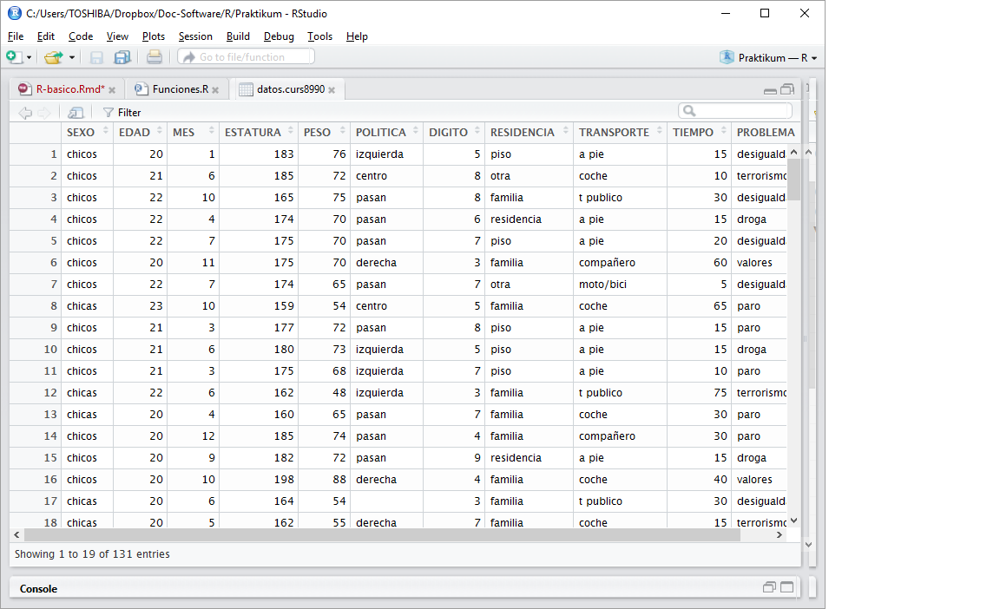 C:/Users/TOSHIBA/Dropbox/Doc-Software/R/Praktikum - RStudio
File Edit Code View Plots Session Build Debug Tools Help
Go to file/function Praktikum — R
R-basico.Rmd* Funciones.R datos.curs8990
Filter
SEXO EDAD MES ESTATURA PESO POLITICA DIGITO RESIDENCIA TRANSPORTE TIEMPO PROBLEMA
1 chicos 20 1 183 76 izquierda 5 piso a pie 15 desiguald
2 chicos 21 6 185 72 centro 8 otra coche 10 terrorismo
3 chicos 22 10 165 75 pasan 8 familia t publico 30 desiguald
4 chicos 22 4 174 70 pasan 6 residencia a pie 15 droga
5 chicos 22 7 175 70 pasan 7 piso a pie 20 desiguald
6 chicos 20 11 175 70 derecha 3 familia compañero 60 valores
7 chicos 22 7 174 65 pasan 7 otra moto/bici 5 desiguald
8 chicas 23 10 159 54 centro 5 familia coche 65 paro
9 chicos 21 3 177 72 pasan 8 piso a pie 15 paro
10 chicos 21 6 180 73 izquierda 5 piso a pie 15 droga
11 chicos 21 3 175 68 izquierda 7 piso a pie 10 paro
12 chicas 22 6 162 48 izquierda 3 familia t publico 75 terrorismo
13 chicas 20 4 160 65 pasan 7 familia coche 30 paro
14 chicos 20 12 185 74 pasan 4 familia compañero 30 paro
15 chicos 20 9 182 72 pasan 9 residencia a pie 15 droga
16 chicos 20 10 198 88 derecha 4 familia coche 40 valores
17 chicas 20 6 164 54 3 familia t publico 30 desiguald
18 chicas 20 5 162 55 derecha 7 familia coche 15 terrorismo
Showing 1 to 19 of 131 entries
Console